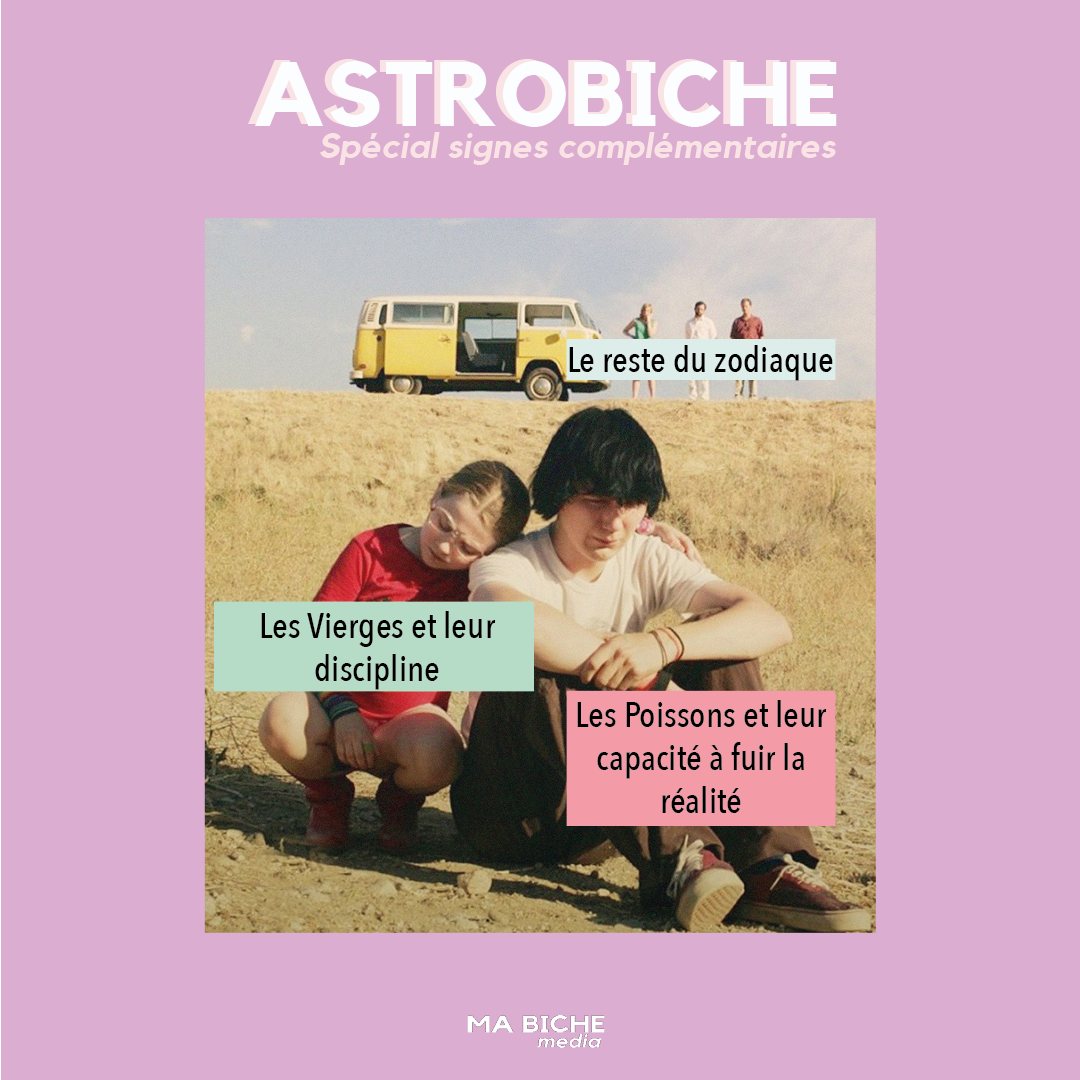 ASTROBICHE
Spécial signes complémentaires
Le reste du zodiaque
Les Vierges et leur
discipline
Les Poissons et leur
capacité à fuir la
réalité
MA BICHE
media